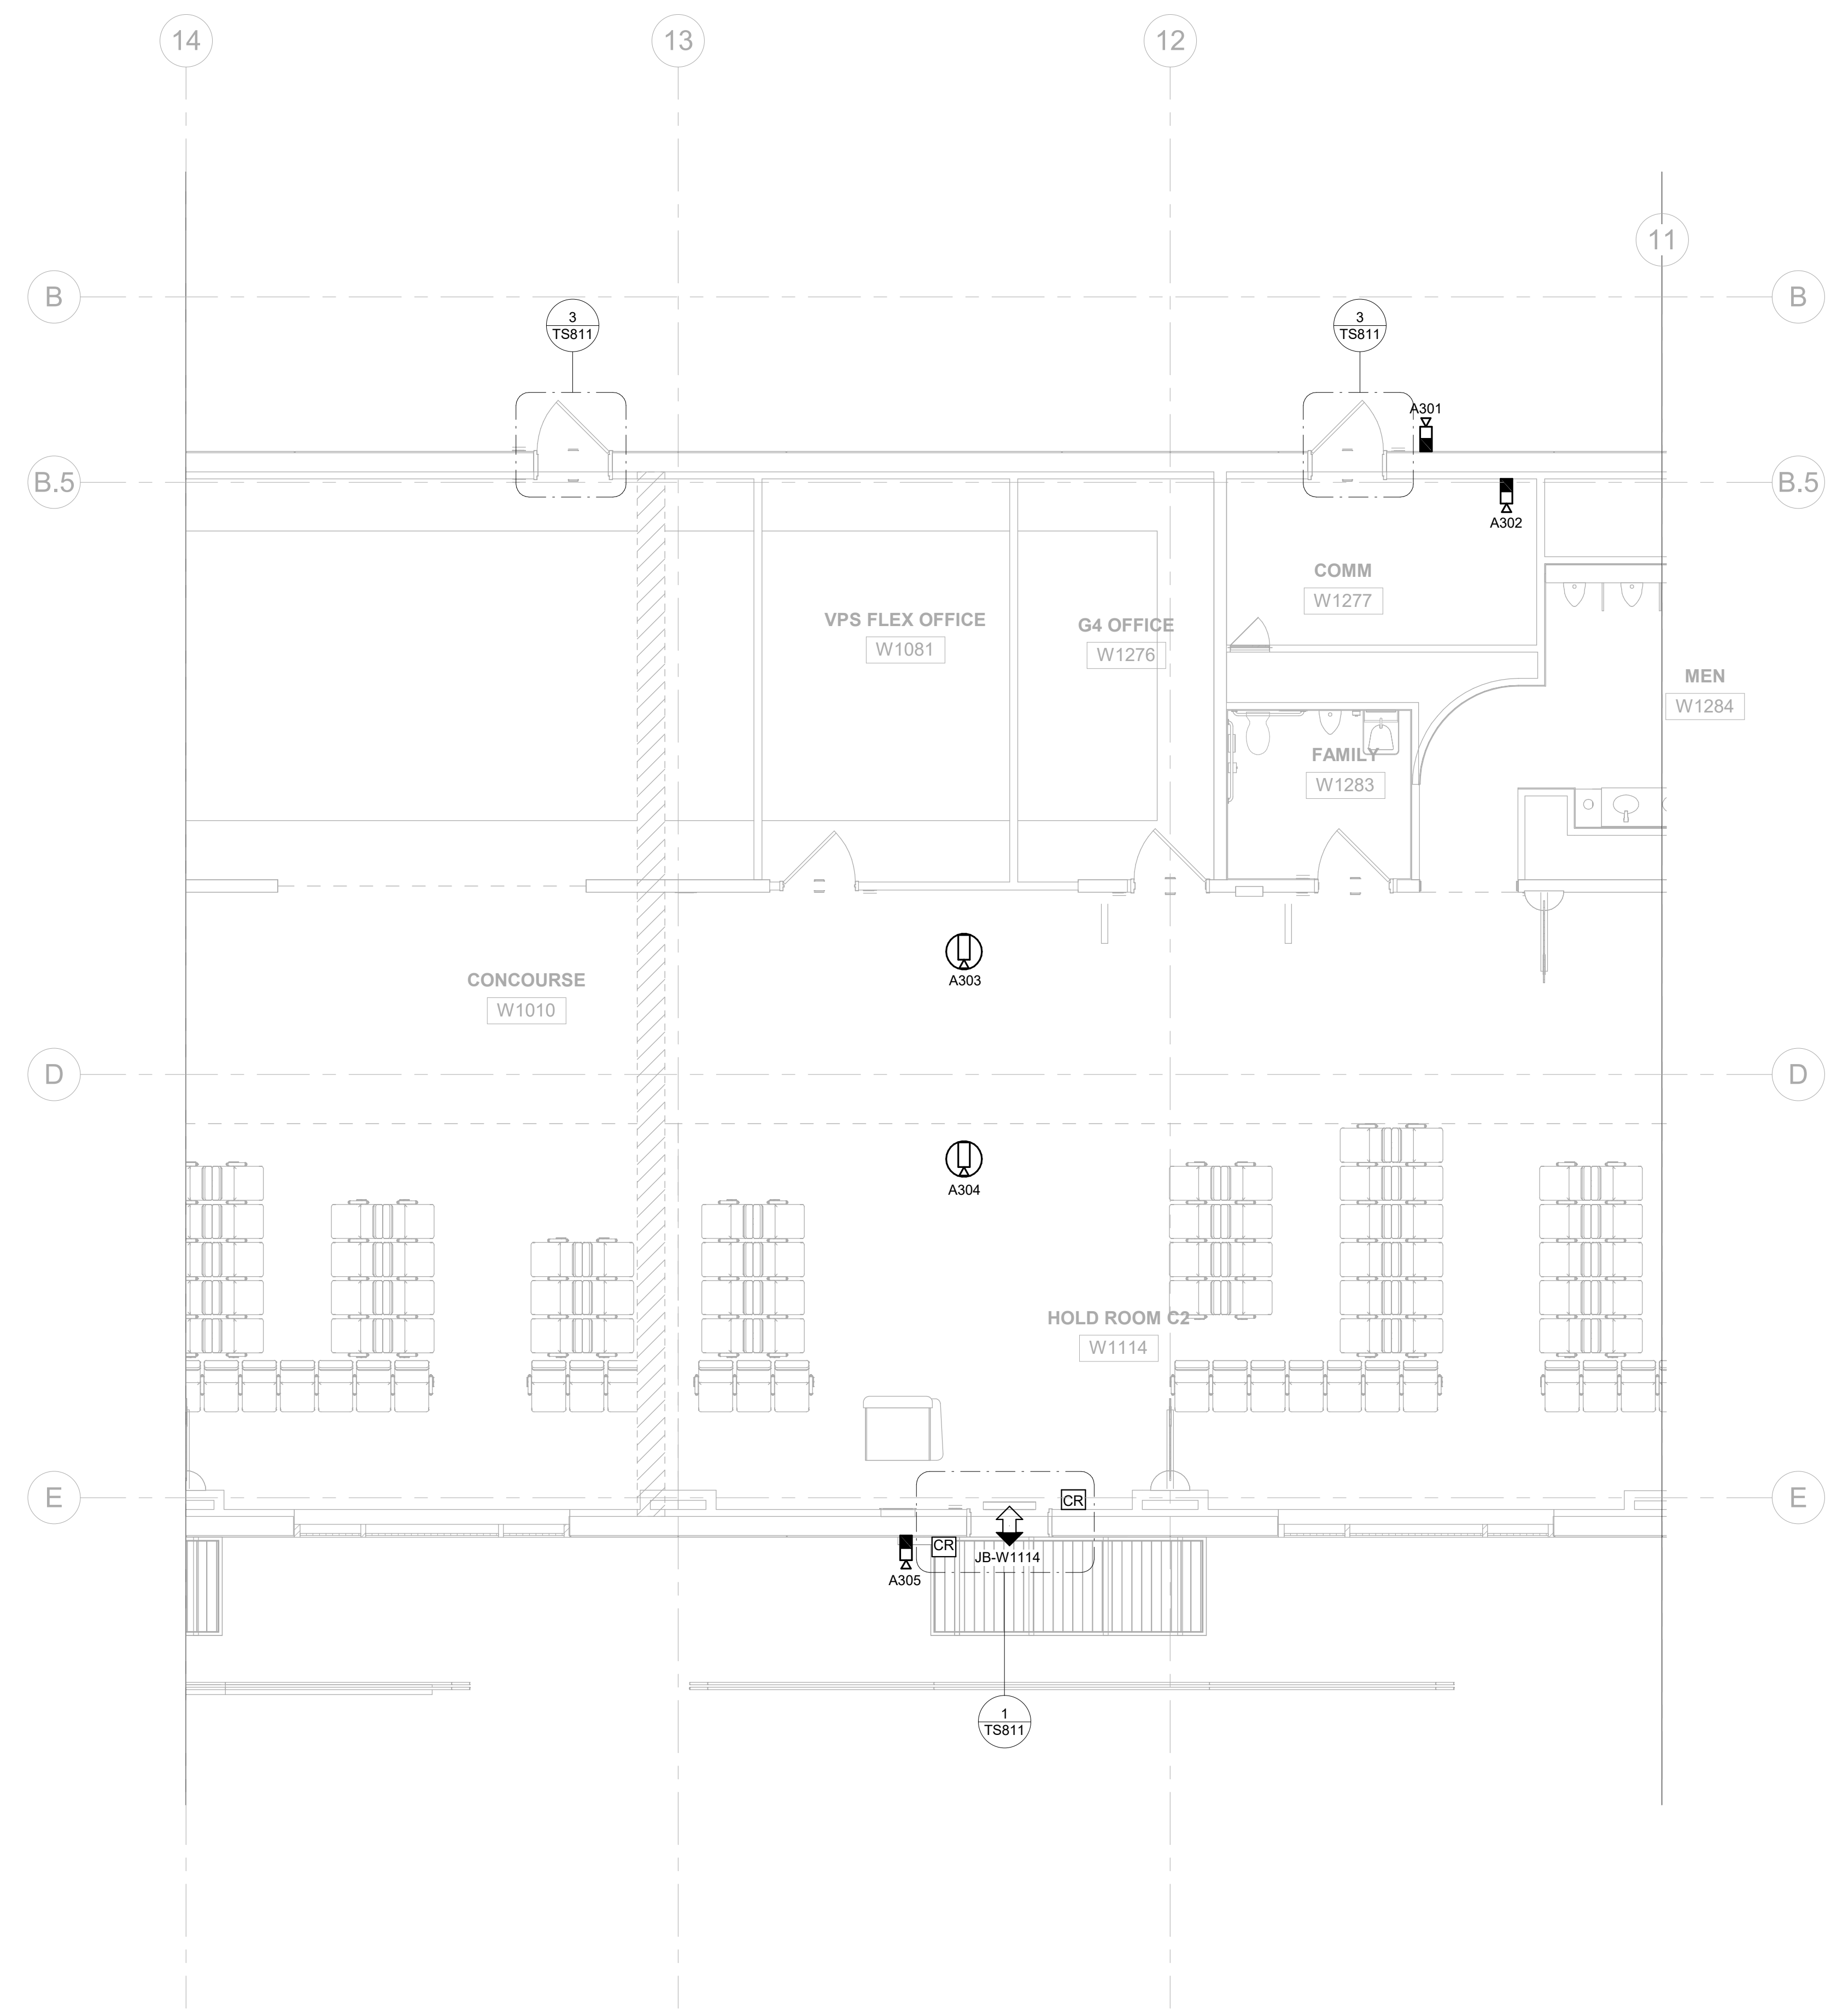 14
13
12
11
B
B
3
TS811
3
TS811
A301
B.5
B.5
A302
COMM
W1277
VPS FLEX OFFICE
W1081
G4 OFFICE
W1276
MEN
W1284
FAMILY
W1283
A303
CONCOURSE
W1010
D
D
A304
HOLD ROOM C2
W1114
E
E
CR
CR
JB-W1114
A305
1
TS811